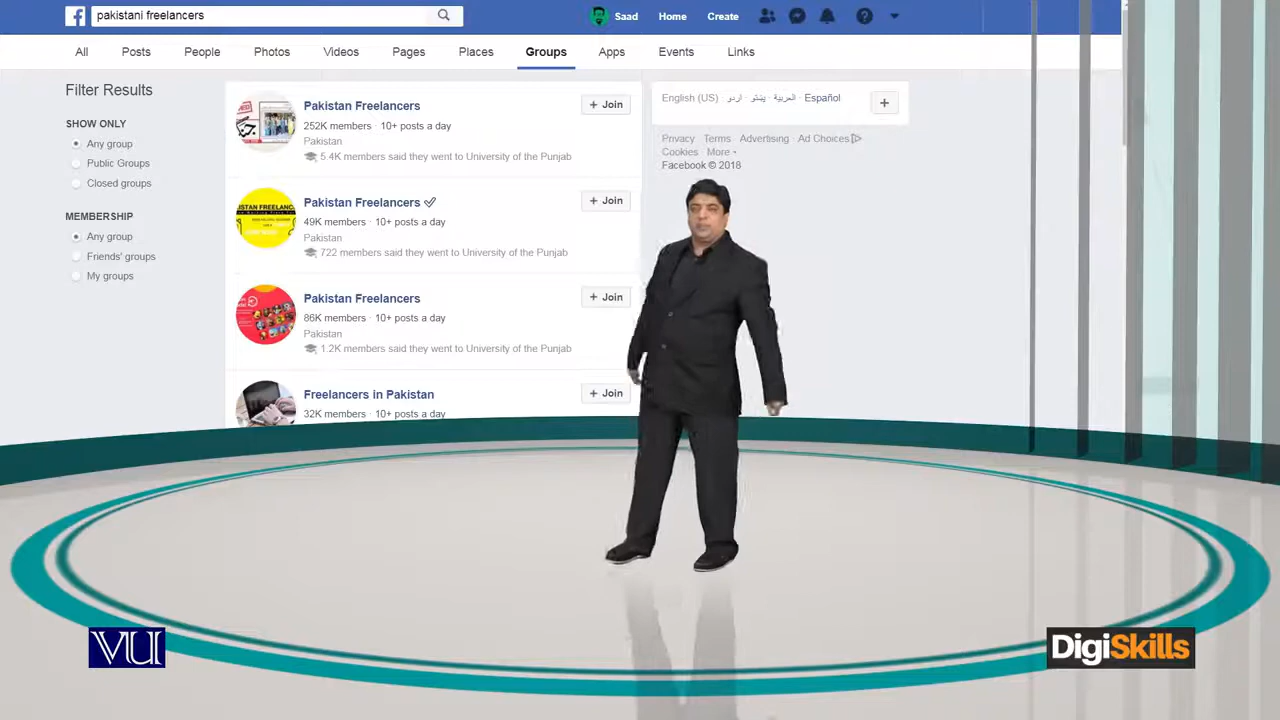 pakistani freelancers
Saad Home Create
All Posts People Photos Videos Pages Places Groups Apps Events Links
Filter Results
SHOW ONLY
Any group
Public Groups
Closed groups
MEMBERSHIP
Any group
Friends' groups
My groups
Pakistan Freelancers
+ Join
252K members · 10+ posts a day
Pakistan
5.4K members said they went to University of the Punjab
Pakistan Freelancers
+ Join
49K members · 10+ posts a day
Pakistan
722 members said they went to University of the Punjab
Pakistan Freelancers
+ Join
86K members · 10+ posts a day
Pakistan
1.2K members said they went to University of the Punjab
Freelancers in Pakistan
+ Join
32K members · 10+ posts a day
English (US) · اردو · پښتو · العربية · Español
Privacy · Terms · Advertising · Ad Choices
Cookies · More
Facebook © 2018
VU
DigiSkills